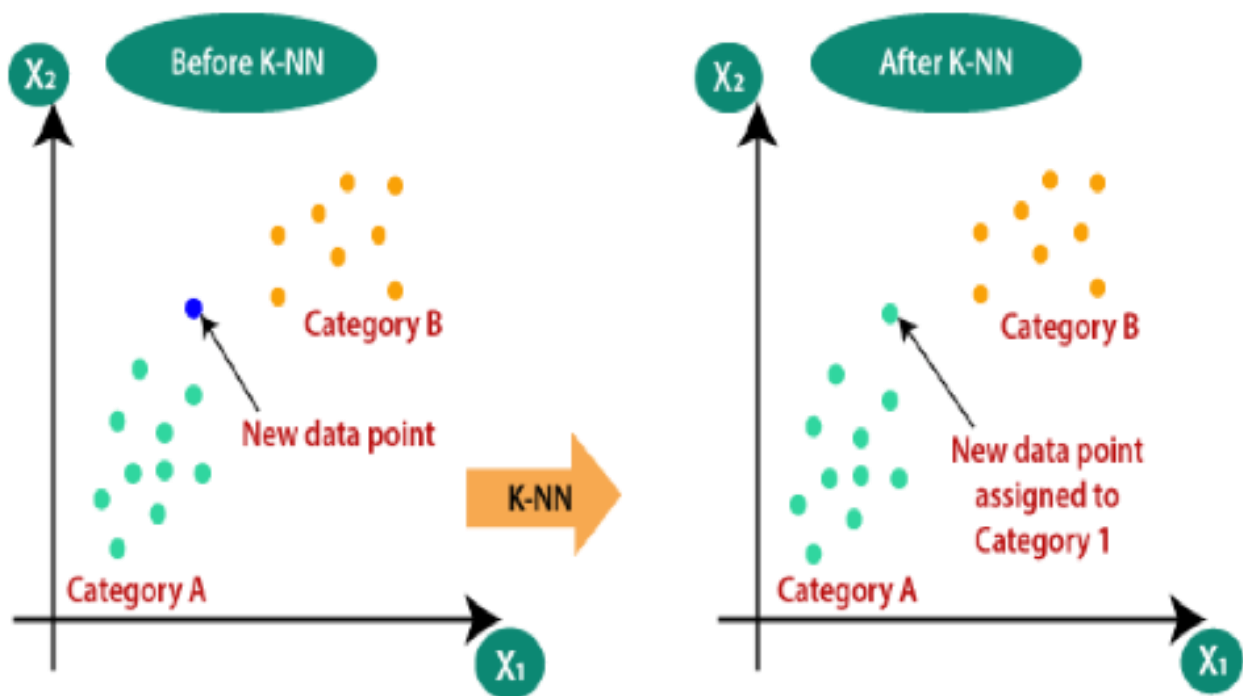 Before K-NN
X₂
Category B
New data point
Category A
X₁
K-NN
After K-NN
X₂
Category B
New data point
assigned to
Category 1
Category A
X₁